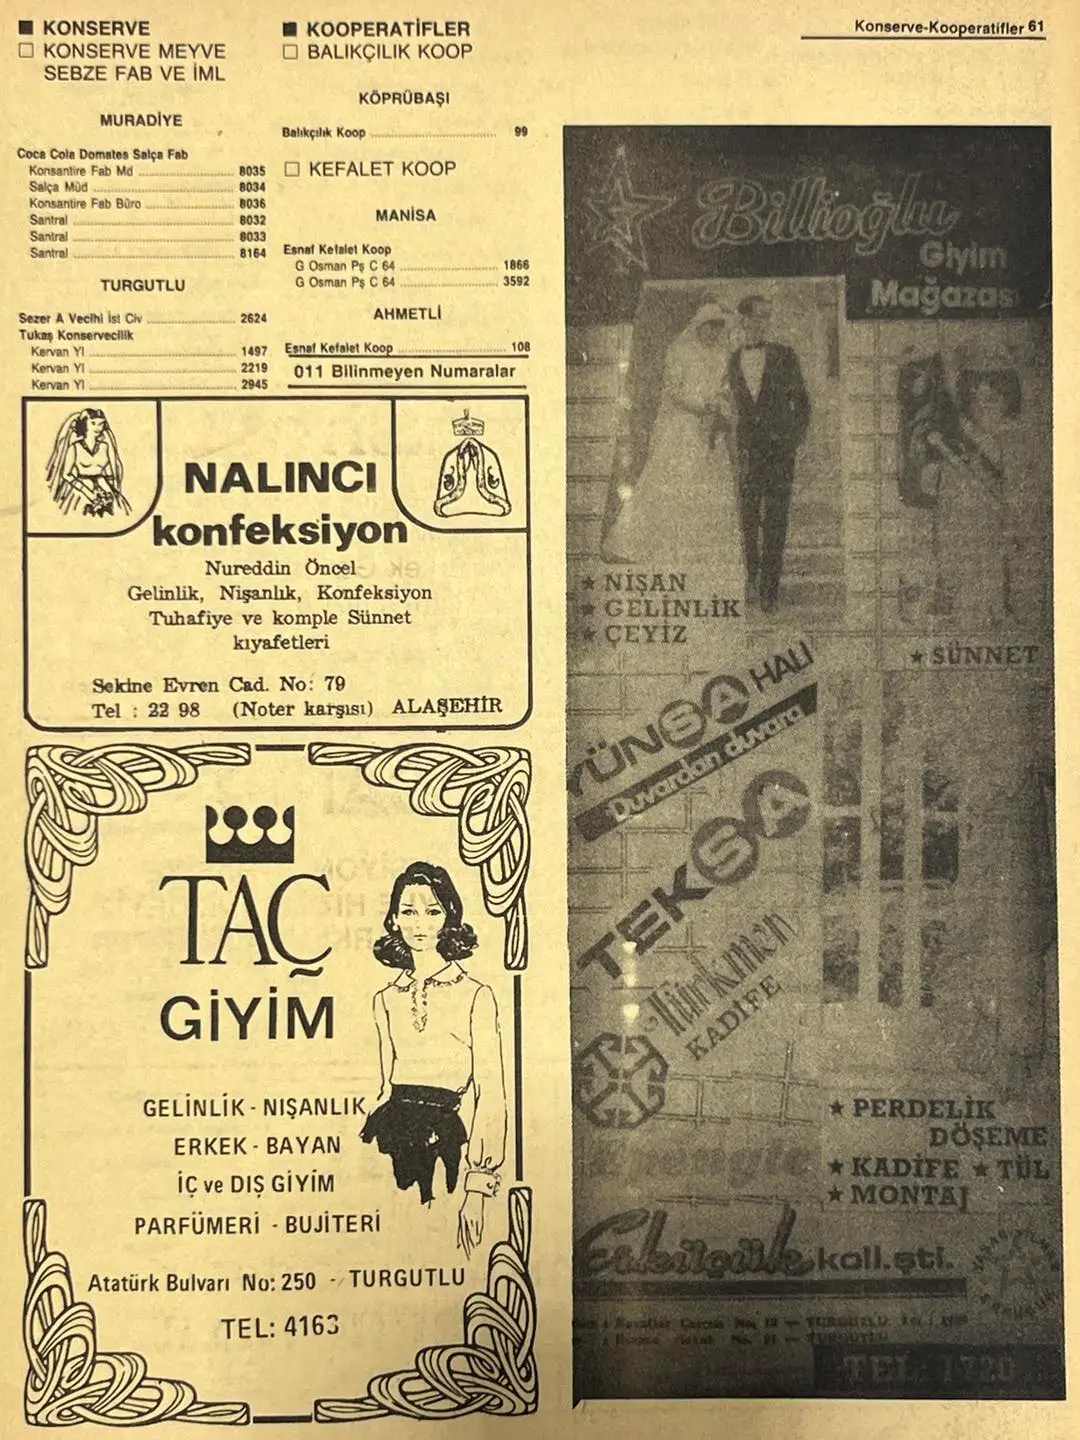 Konserve-Kooperatifler 61
■ KONSERVE
□ KONSERVE MEYVE
SEBZE FAB VE İML
MURADİYE
Coca Cola Domates Salça Fab
Konsantire Fab Md 8035
Salça Müd 8034
Konsantire Fab Büro 8036
Santral 8032
Santral 8033
Santral 8164
TURGUTLU
Sezer A Vecihi İst Civ 2624
Tukaş Konservecilik
Kervan Yl 1497
Kervan Yl 2219
Kervan Yl 2945
■ KOOPERATİFLER
□ BALIKÇILIK KOOP
KÖPRÜBAŞI
Balıkçılık Koop 99
□ KEFALET KOOP
MANİSA
Esnaf Kefalet Koop
G Osman Pş C 64 1866
G Osman Pş C 64 3592
AHMETLİ
Esnaf Kefalet Koop 108
011 Bilinmeyen Numaralar
NALINCI
konfeksiyon
Nureddin Öncel
Gelinlik, Nişanlık, Konfeksiyon
Tuhafiye ve komple Sünnet
kıyafetleri
Sekine Evren Cad. No: 79
Tel : 22 98 (Noter karşısı) ALAŞEHİR
TAÇ
GİYİM
GELİNLİK - NIŞANLIK
ERKEK - BAYAN
İÇ ve DIŞ GİYİM
PARFÜMERİ - BUJİTERİ
Atatürk Bulvarı No: 250 - TURGUTLU
TEL: 4163
Billioğlu
Giyim
Mağazası
★ NİŞAN
★ GELİNLİK
★ ÇEYİZ
★ SÜNNET
YÜNSA HALI
Duvardan duvara
TEKSA
Türkmen
KADİFE
★ PERDELİK
DÖŞEME
★ KADİFE ★ TÜL
★ MONTAJ
koll.şti.
TURGUTLU
TURGUTLU
TEL: